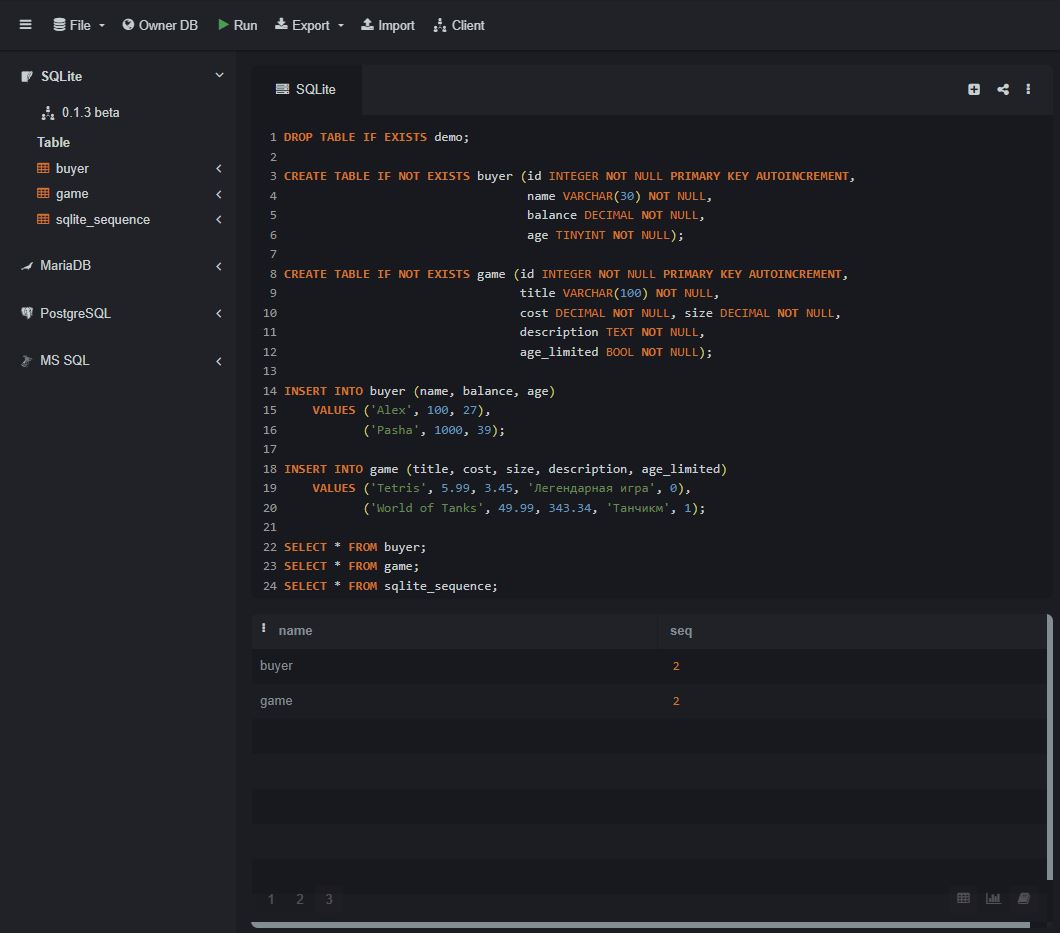 File Owner DB Run Export Import Client
SQLite
0.1.3 beta
Table
buyer
game
sqlite_sequence
MariaDB
PostgreSQL
MS SQL
SQLite
1 DROP TABLE IF EXISTS demo;
2
3 CREATE TABLE IF NOT EXISTS buyer (id INTEGER NOT NULL PRIMARY KEY AUTOINCREMENT,
4 name VARCHAR(30) NOT NULL,
5 balance DECIMAL NOT NULL,
6 age TINYINT NOT NULL);
7
8 CREATE TABLE IF NOT EXISTS game (id INTEGER NOT NULL PRIMARY KEY AUTOINCREMENT,
9 title VARCHAR(100) NOT NULL,
10 cost DECIMAL NOT NULL, size DECIMAL NOT NULL,
11 description TEXT NOT NULL,
12 age_limited BOOL NOT NULL);
13
14 INSERT INTO buyer (name, balance, age)
15 VALUES ('Alex', 100, 27),
16 ('Pasha', 1000, 39);
17
18 INSERT INTO game (title, cost, size, description, age_limited)
19 VALUES ('Tetris', 5.99, 3.45, 'Легендарная игра', 0),
20 ('World of Tanks', 49.99, 343.34, 'Танчикм', 1);
21
22 SELECT * FROM buyer;
23 SELECT * FROM game;
24 SELECT * FROM sqlite_sequence;
name seq
buyer 2
game 2
1 2 3